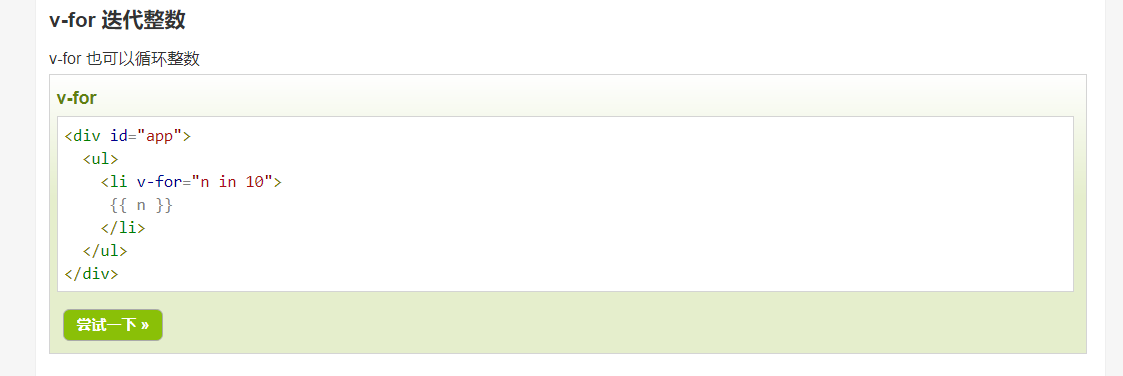 v-for 迭代整数
v-for 也可以循环整数
v-for
<div id="app">
  <ul>
    <li v-for="n in 10">
     {{ n }}
    </li>
  </ul>
</div>
尝试一下 »